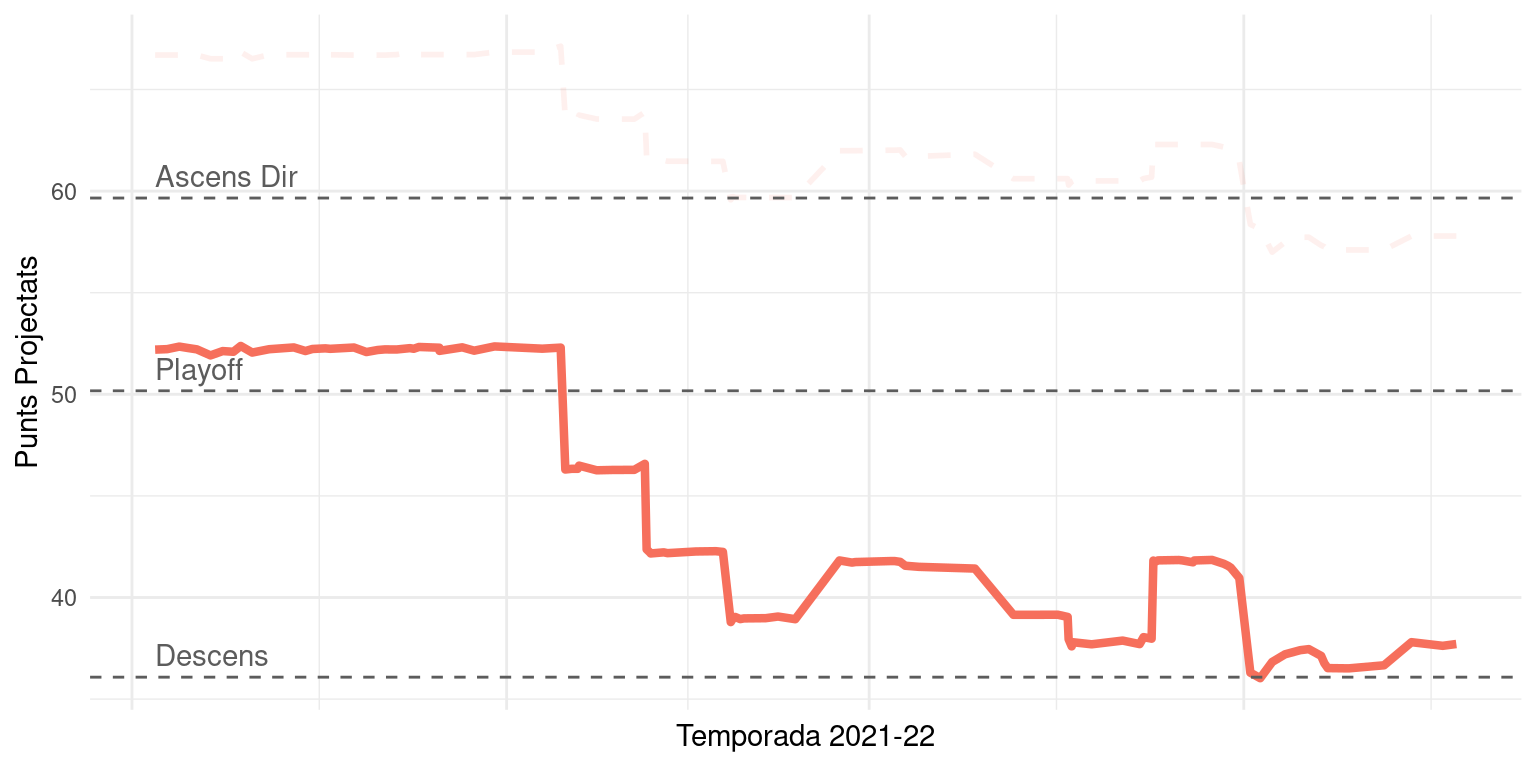 Ascens Dir
60
Playoff
50
40
Descens
Punts Projectats
Temporada 2021-22